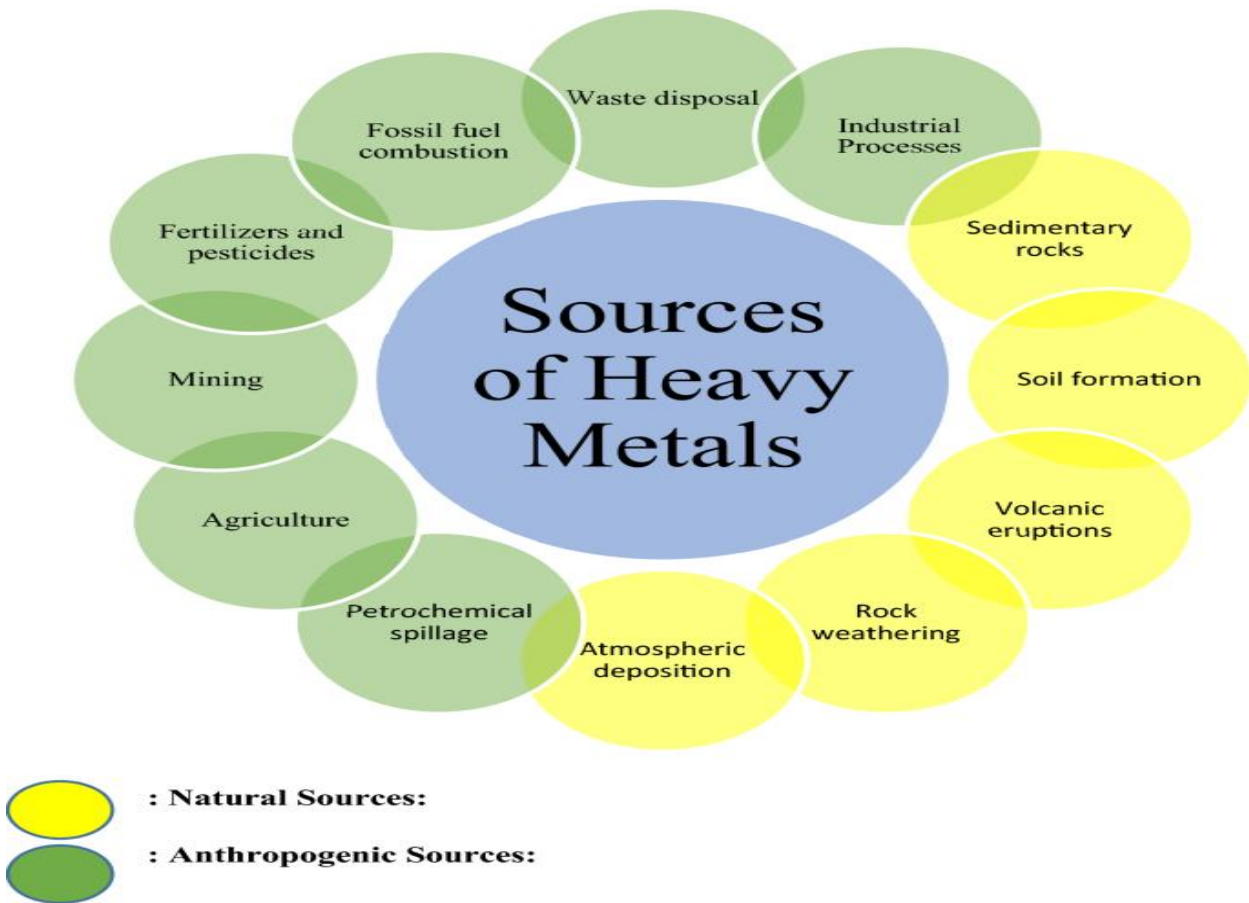 Waste disposal
Industrial
Processes
Sedimentary
rocks
Soil formation
Volcanic
eruptions
Rock
weathering
Atmospheric
deposition
Petrochemical
spillage
Agriculture
Mining
Fertilizers and
pesticides
Fossil fuel
combustion
Sources
of Heavy
Metals
: Natural Sources:
: Anthropogenic Sources: